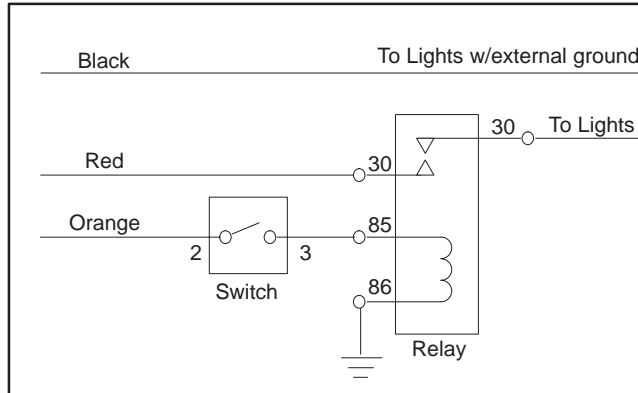 Black
To Lights w/external ground
30
To Lights
Red
30
Orange
2
3
85
Switch
86
Relay